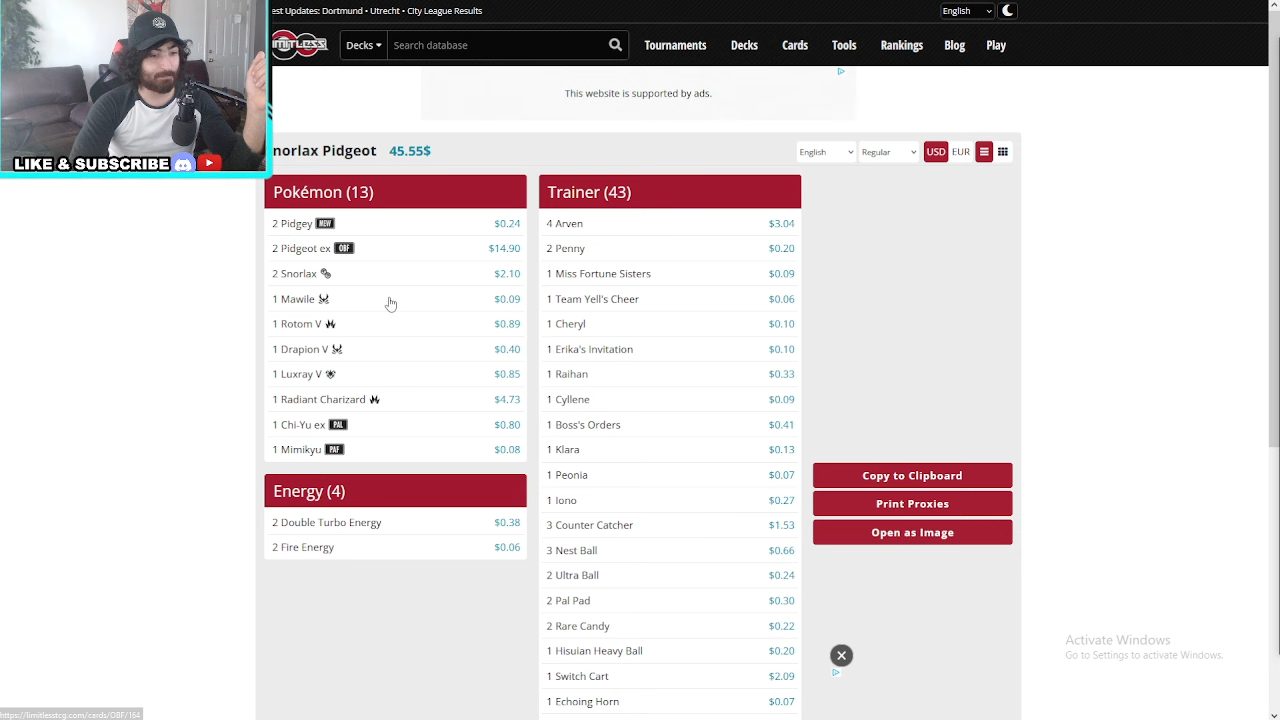 est Updates: Dortmund • Utrecht • City League Results
English
Decks
Search database
Tournaments
Decks
Cards
Tools
Rankings
Blog
Play
This website is supported by ads.
LIKE & SUBSCRIBE
norlax Pidgeot 45.55$
English
Regular
USD
EUR
Pokémon (13)
2 Pidgey MEW $0.24
2 Pidgeot ex OBF $14.90
2 Snorlax $2.10
1 Mawile $0.09
1 Rotom V $0.89
1 Drapion V $0.40
1 Luxray V $0.85
1 Radiant Charizard $4.73
1 Chi-Yu ex PAL $0.80
1 Mimikyu PAF $0.08
Energy (4)
2 Double Turbo Energy $0.38
2 Fire Energy $0.06
Trainer (43)
4 Arven $3.04
2 Penny $0.20
1 Miss Fortune Sisters $0.09
1 Team Yell's Cheer $0.06
1 Cheryl $0.10
1 Erika's Invitation $0.10
1 Raihan $0.33
1 Cyllene $0.09
1 Boss's Orders $0.41
1 Klara $0.13
1 Peonia $0.07
1 Iono $0.27
3 Counter Catcher $1.53
3 Nest Ball $0.66
2 Ultra Ball $0.24
2 Pal Pad $0.30
2 Rare Candy $0.22
1 Hisuian Heavy Ball $0.20
1 Switch Cart $2.09
1 Echoing Horn $0.07
Copy to Clipboard
Print Proxies
Open as Image
Activate Windows
Go to Settings to activate Windows.
https://limitlesstcg.com/cards/OBF/164